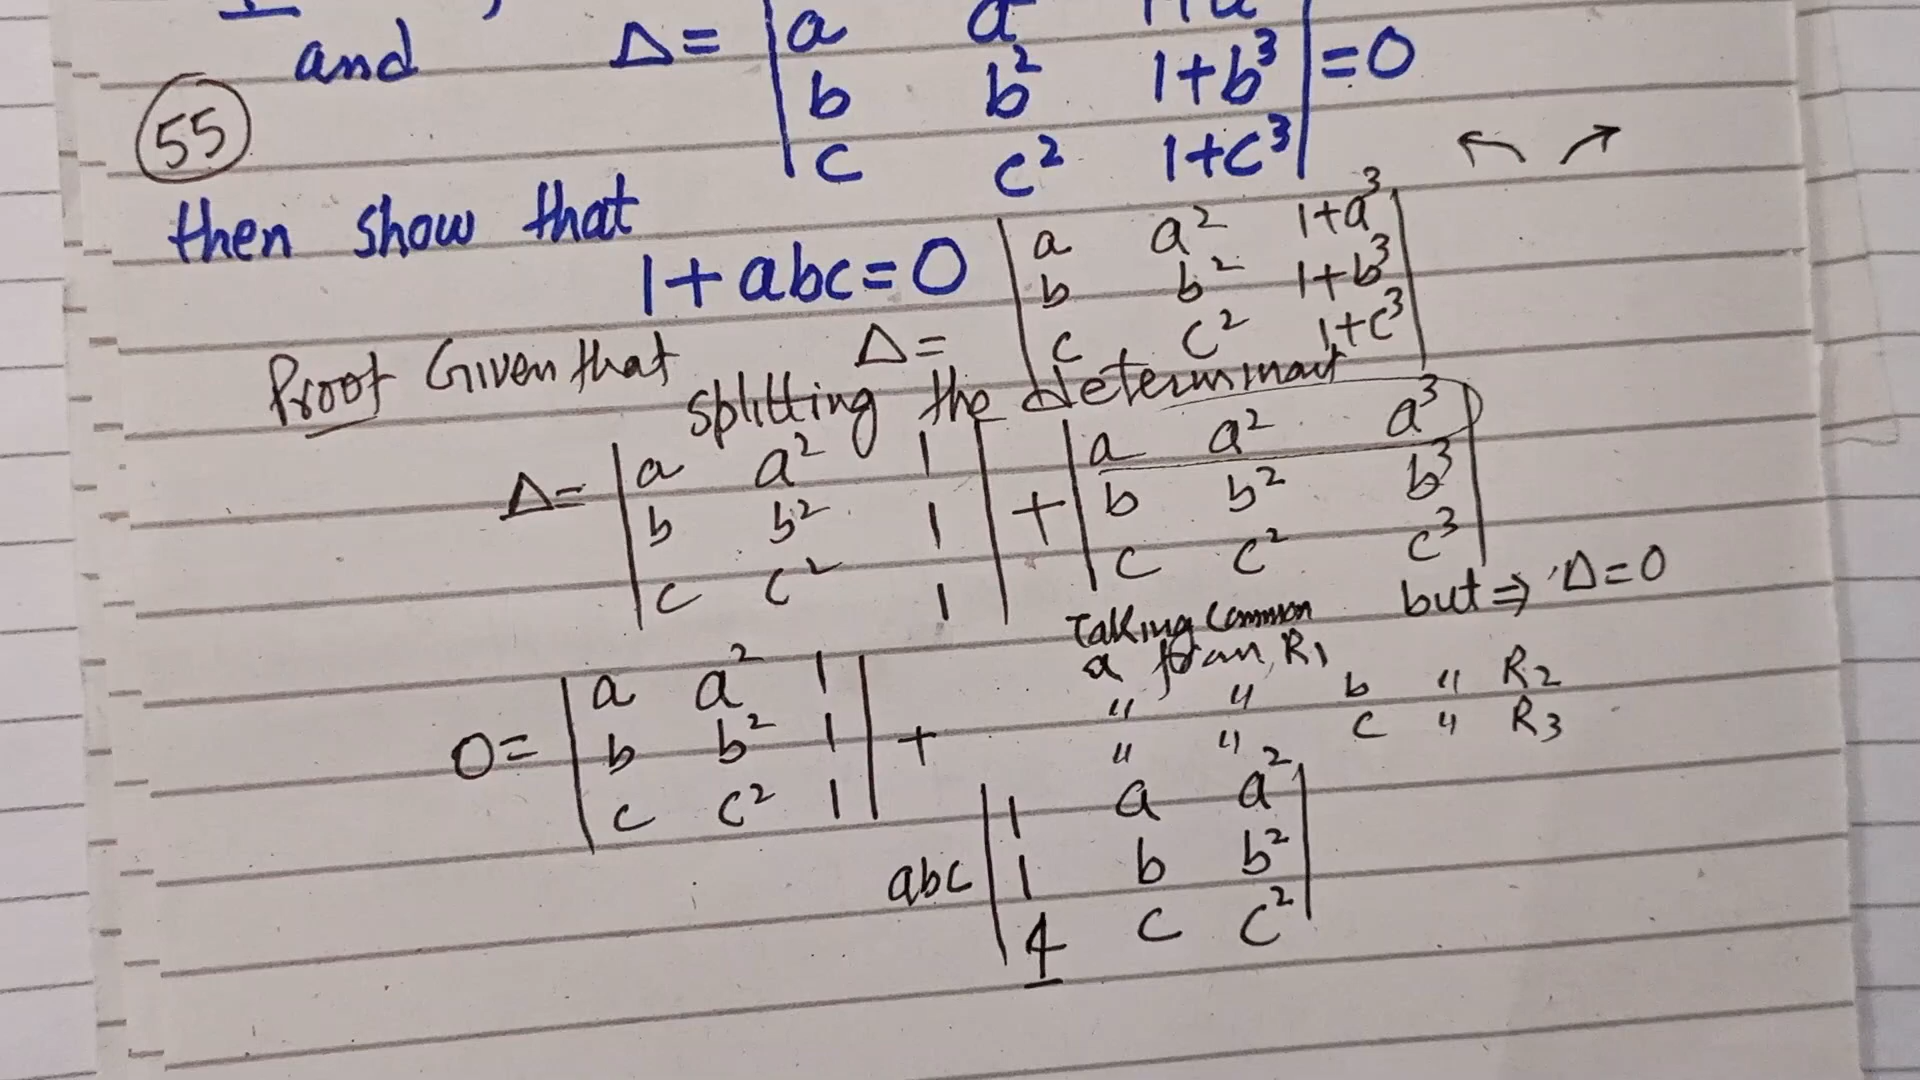 and Δ = | a a 1+a |
| b b² 1+b³ | = 0
55
| c c² 1+c³ |
then show that
1 + abc = 0
| a a² 1+a³ |
| b b² 1+b³ |
Proof Given that Δ = | c c² 1+c³ |
splitting the determinant
Δ = | a a² 1 | + | a a² a³ |
| b b² 1 | | b b² b³ |
| c c² 1 | | c c² c³ |
but ⇒ Δ = 0
Taking Common
a from R1
" " b " R2
" " c " R3
0 = | a a² 1 | +
| b b² 1 |
| c c² 1 |
abc | 1 a a² |
| 1 b b² |
| 1 c c² |